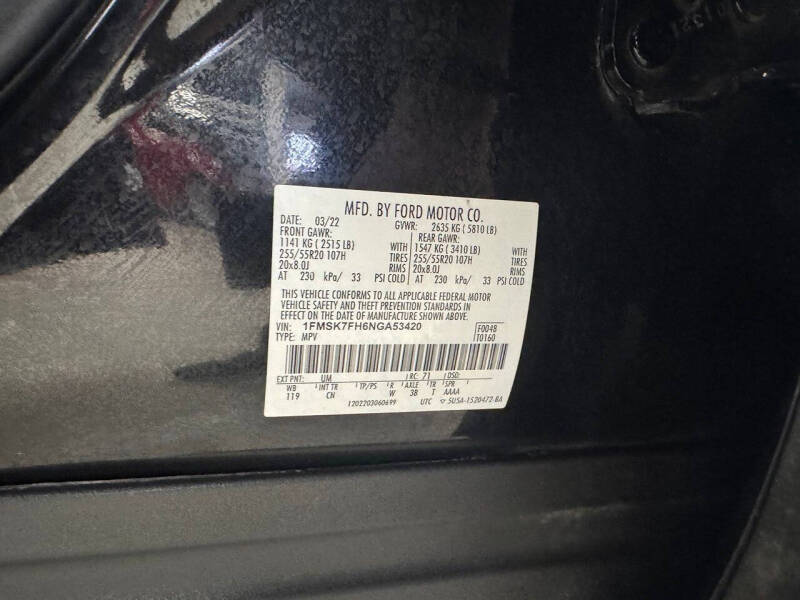 MFD. BY FORD MOTOR CO.
DATE: 03/22 GVWR: 2635 KG ( 5810 LB)
FRONT GAWR: REAR GAWR:
1141 KG ( 2515 LB) WITH 1547 KG ( 3410 LB) WITH
255/55R20 107H TIRES 255/55R20 107H TIRES
20x8.0J RIMS 20x8.0J RIMS
AT 230 kPa/ 33 PSI COLD AT 230 kPa/ 33 PSI COLD
THIS VEHICLE CONFORMS TO ALL APPLICABLE FEDERAL MOTOR
VEHICLE SAFETY AND THEFT PREVENTION STANDARDS IN
EFFECT ON THE DATE OF MANUFACTURE SHOWN ABOVE.
VIN: 1FMSK7FH6NGA53420 F0048
TYPE: MPV T0160
EXT PNT: UM RC: 71 DSO:
WB INT TR TP/PS R AXLE TR SPR
119 CN W 38 T AAAA
1202203060699 UTC 5U5A-1520472-BA